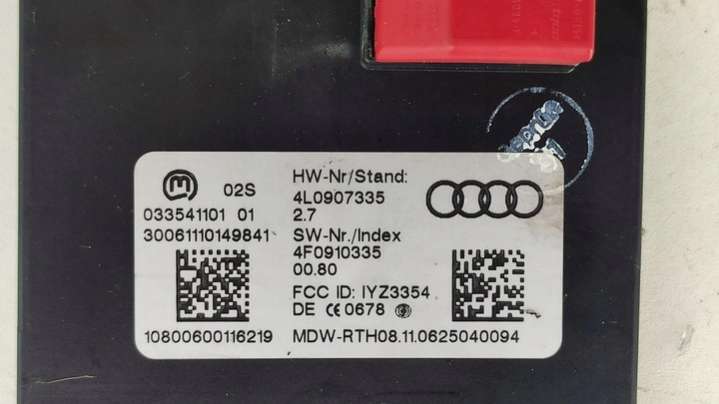 02S
033541101 01
30061110149841
10800600116219
HW-Nr/Stand:
4L0907335
2.7
SW-Nr./Index
4F0910335
00.80
FCC ID: IYZ3354
DE CE 0678
MDW-RTH08.11.0625040094